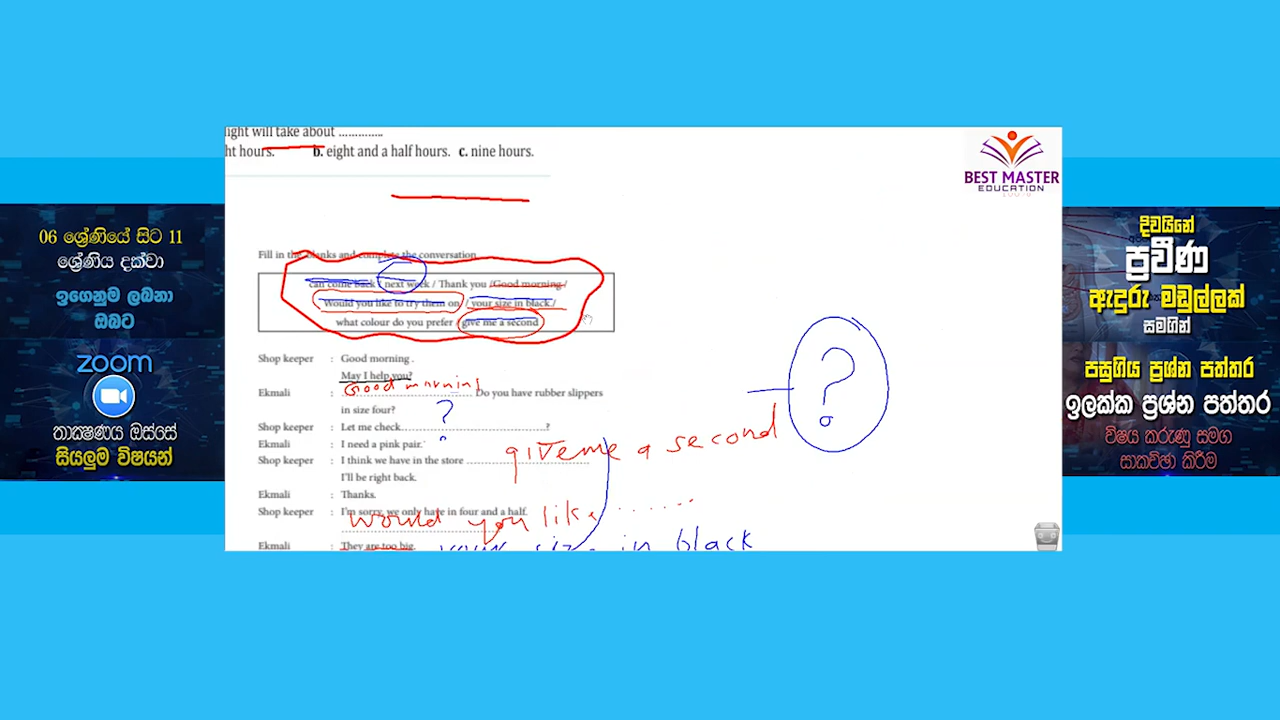 light will take about ..............
ht hours. b. eight and a half hours. c. nine hours.
BEST MASTER
EDUCATION
Fill in the blanks and complete the conversation
can come back / next week / Thank you / Good morning /
Would you like to try them on / your size in black /
what colour do you prefer / give me a second
Shop keeper : Good morning .
May I help you?
Good morning
Ekmali : Do you have rubber slippers
in size four?
?
Shop keeper : Let me check ?
Ekmali : I need a pink pair.
give me a second
Shop keeper : I think we have in the store
I'll be right back.
Ekmali : Thanks.
Shop keeper : I'm sorry, we only have in four and a half.
would you like ......
Ekmali : They are too big.
your size in black
?
06 ශ්‍රේණියේ සිට 11
ශ්‍රේණිය දක්වා
ඉගෙනුම ලබනා
ඔබට
zoom
තාක්‍ෂණය ඔස්සේ
සියලුම විෂයන්
දිවයිනේ
ප්‍රවීණ
ඇදුරු මඩුල්ලක්
සමගින්
පසුගිය ප්‍රශ්න පත්තර
ඉලක්ක ප්‍රශ්න පත්තර
විෂය කරුණු සමග
සාකච්ඡා කිරීම